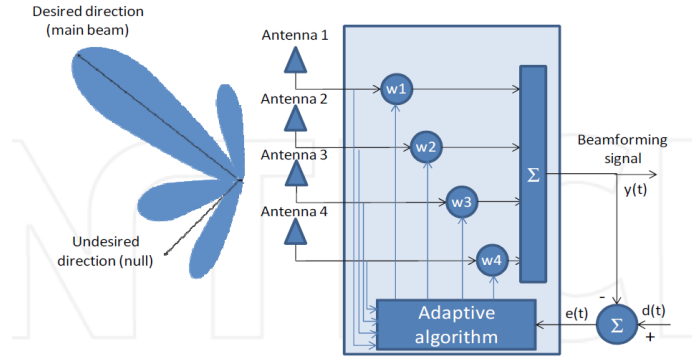 Desired direction
(main beam)
Undesired
direction (null)
Antenna 1
Antenna 2
Antenna 3
Antenna 4
w1
w2
w3
w4
Σ
Beamforming
signal
y(t)
Adaptive
algorithm
e(t)
-
Σ
d(t)
+